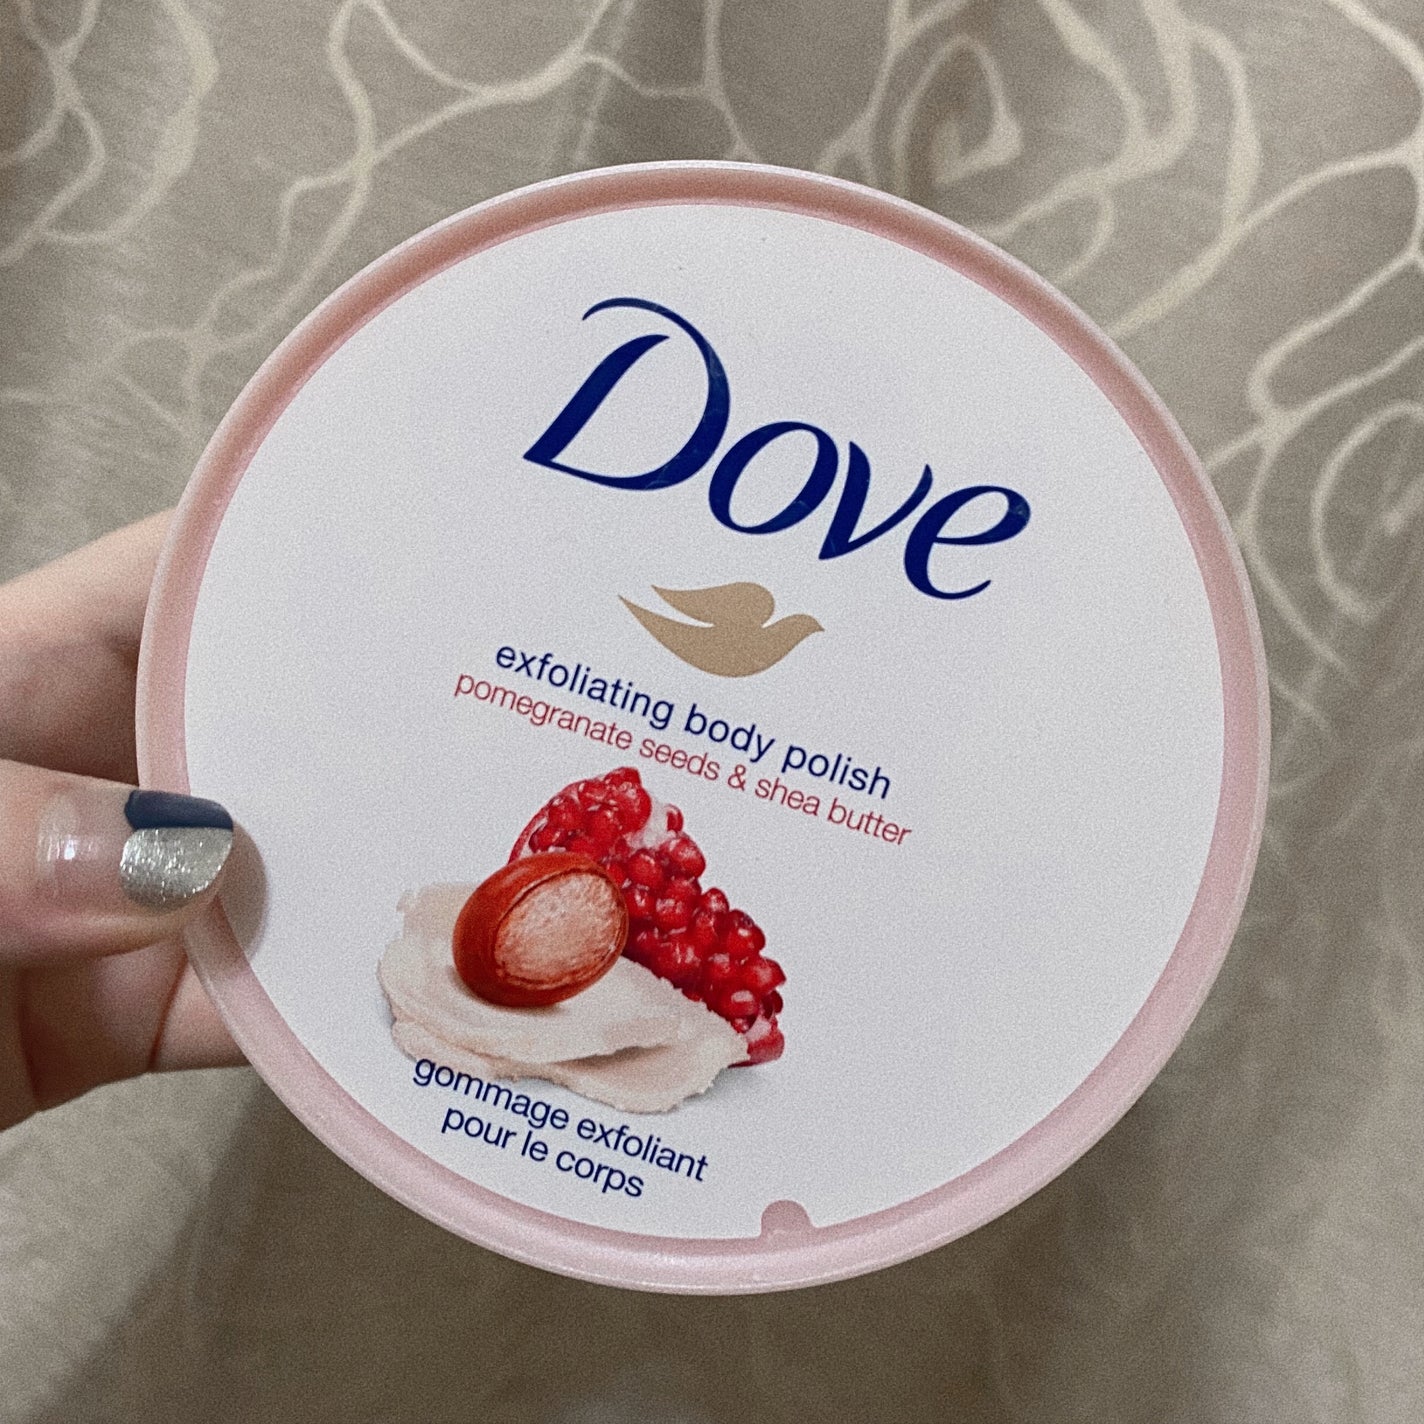 Dove
exfoliating body polish
pomegranate seeds & shea butter
gommage exfoliant
pour le corps